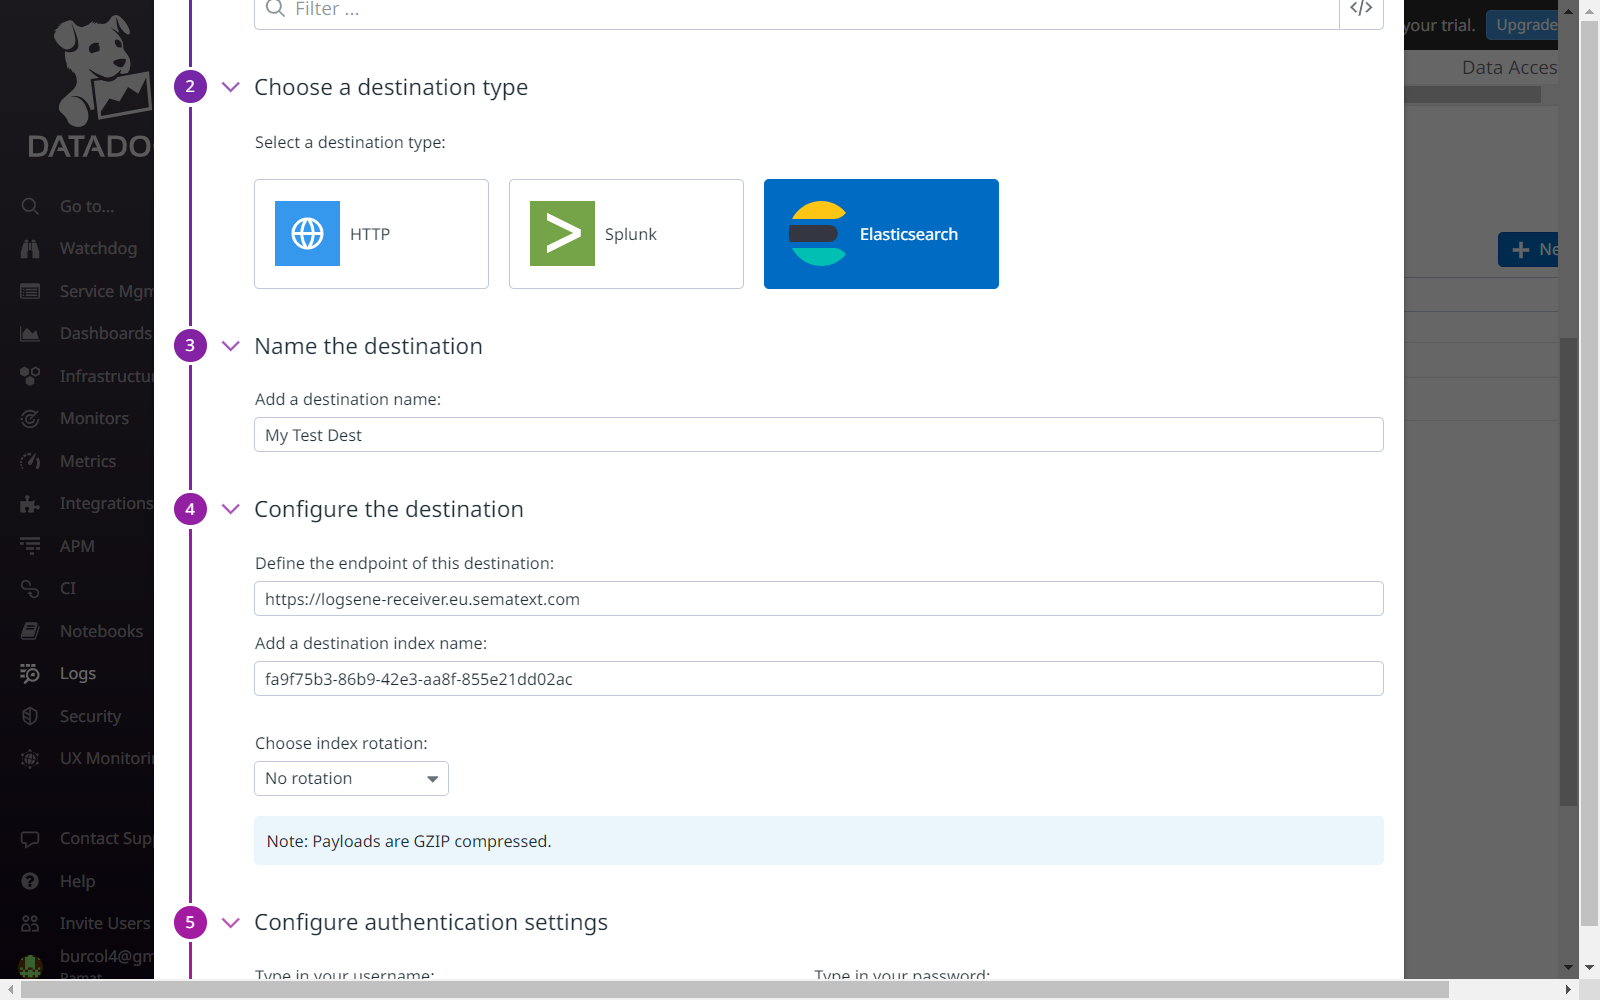 Filter ...
</>
your trial.
Upgrade
Data Acces
DATADO
Go to...
Watchdog
Service Mgm
Dashboards
Infrastructur
Monitors
Metrics
Integrations
APM
CI
Notebooks
Logs
Security
UX Monitorin
Contact Supp
Help
Invite Users
burcol4@gm
Ramat
2
Choose a destination type
Select a destination type:
HTTP
Splunk
Elasticsearch
Ne
3
Name the destination
Add a destination name:
My Test Dest
4
Configure the destination
Define the endpoint of this destination:
https://logsene-receiver.eu.sematext.com
Add a destination index name:
fa9f75b3-86b9-42e3-aa8f-855e21dd02ac
Choose index rotation:
No rotation
Note: Payloads are GZIP compressed.
5
Configure authentication settings
Type in your username:
Type in your password: